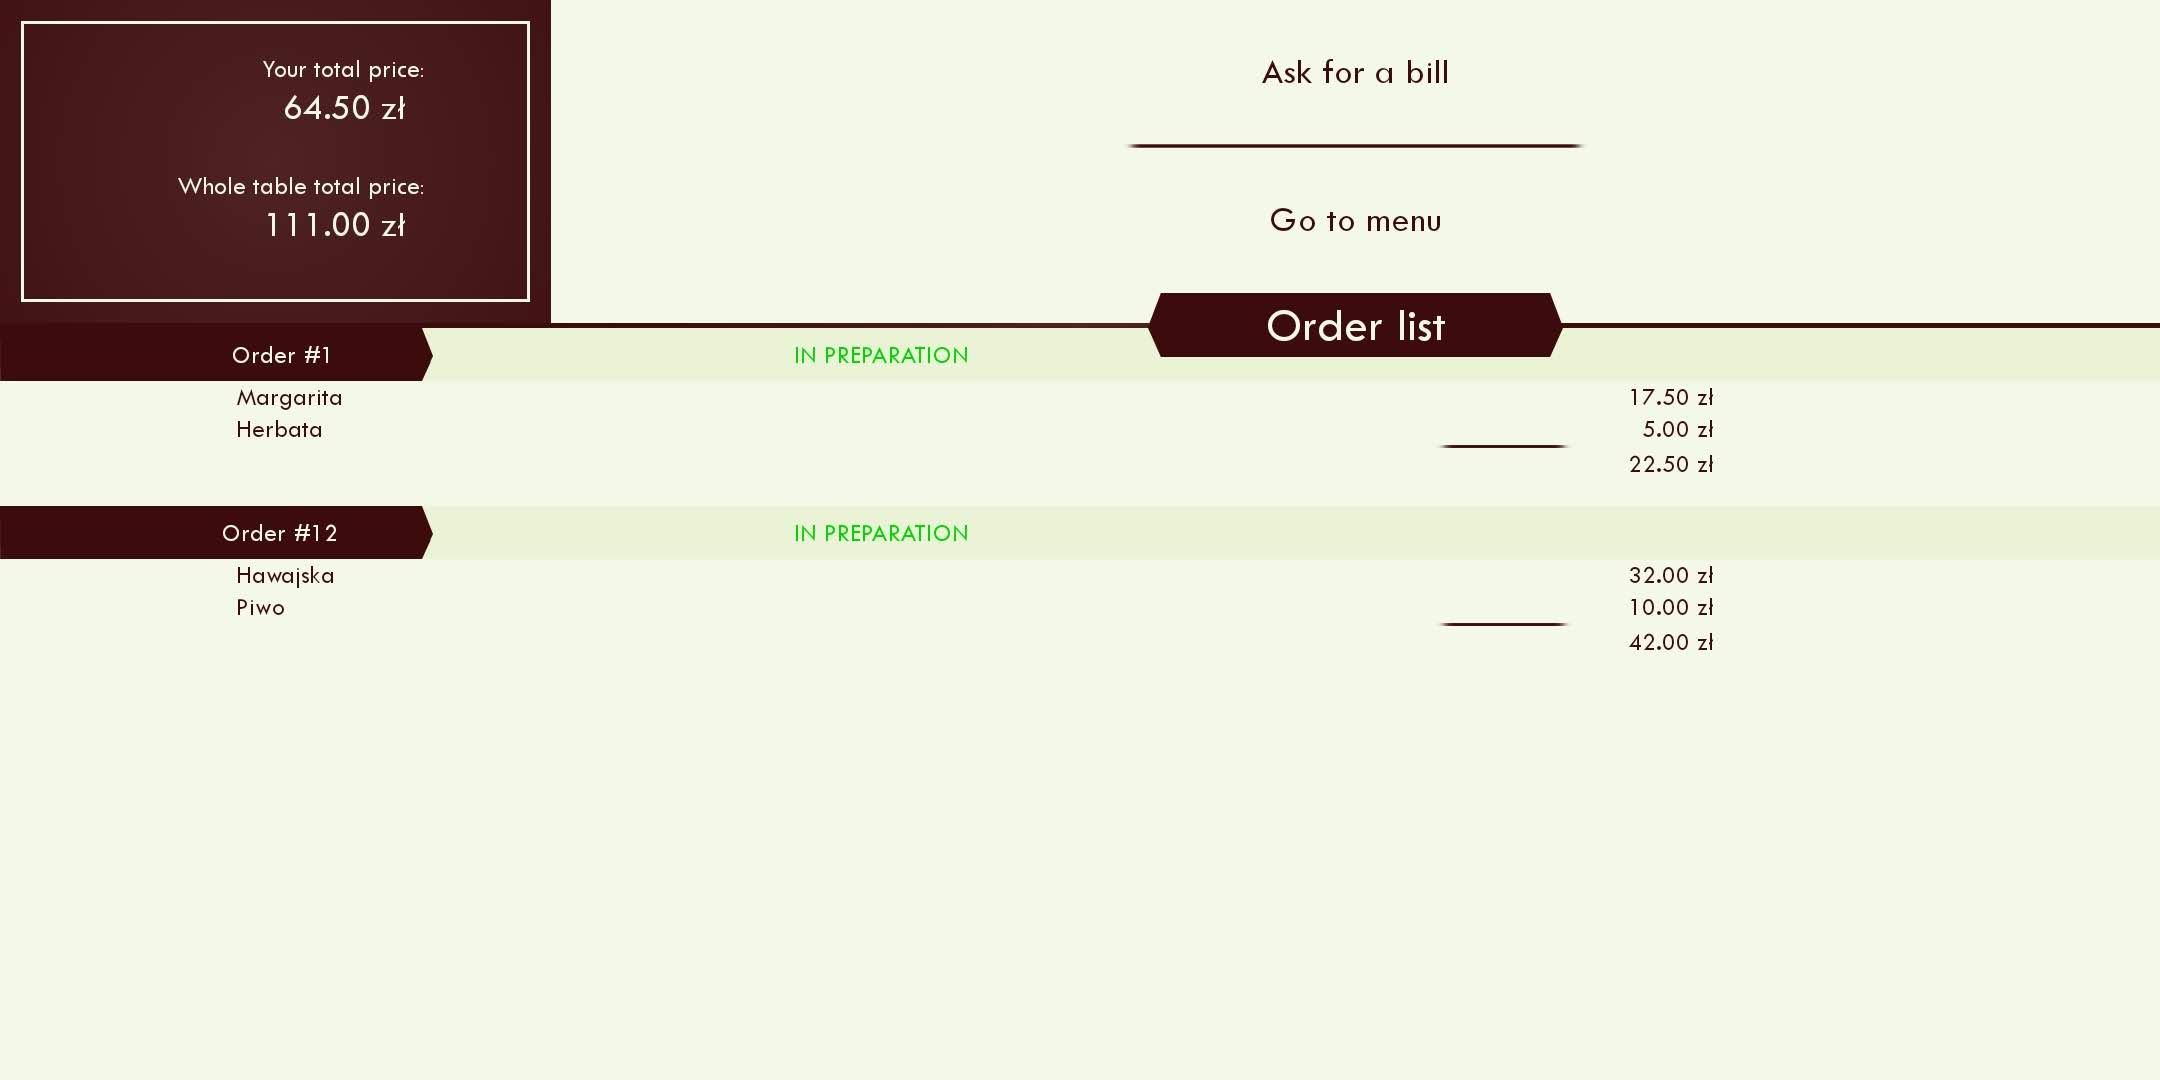 Your total price:
64.50 zł
Whole table total price:
111.00 zł
Ask for a bill
Go to menu
Order list
Order #1 IN PREPARATION
Margarita 17.50 zł
Herbata 5.00 zł
22.50 zł
Order #12 IN PREPARATION
Hawajska 32.00 zł
Piwo 10.00 zł
42.00 zł